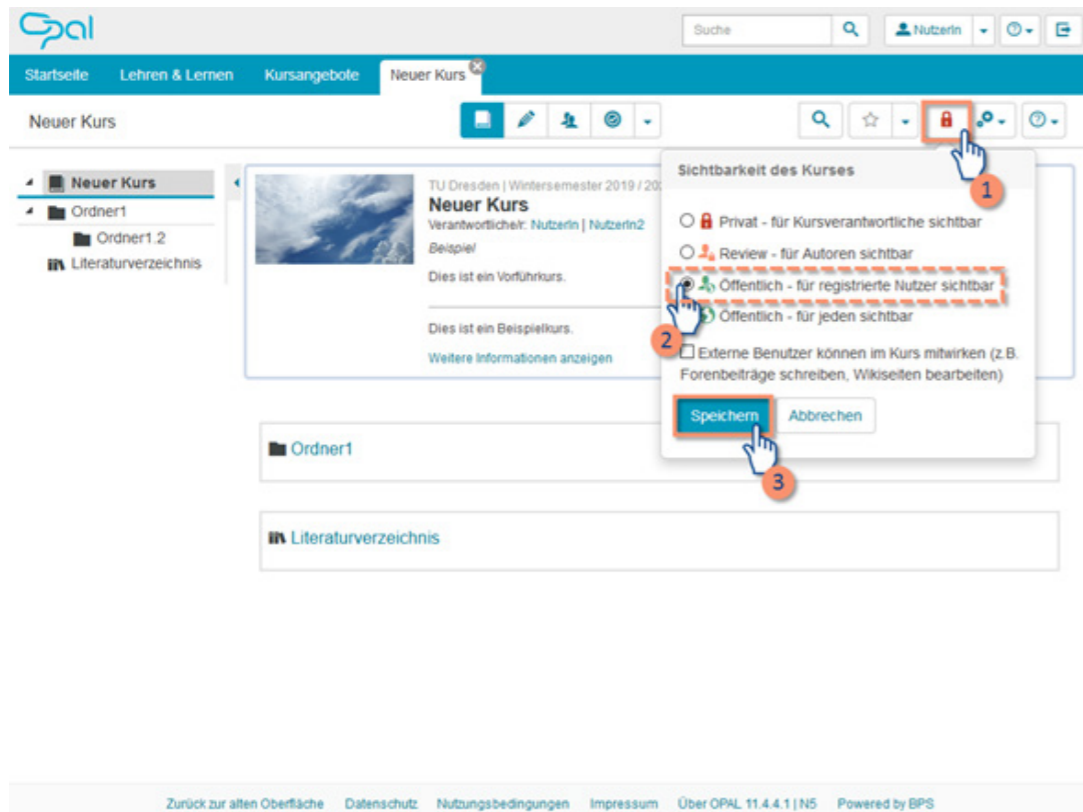 Opal
Suche
NutzerIn
Startseite Lehren & Lernen Kursangebote Neuer Kurs
Neuer Kurs
Neuer Kurs
Ordner1
Ordner1.2
Literaturverzeichnis
TU Dresden | Wintersemester 2019 / 20
Neuer Kurs
Verantwortliche/r: NutzerIn | NutzerIn2
Beispiel
Dies ist ein Vorführkurs.
Dies ist ein Beispielkurs.
Weitere Informationen anzeigen
Sichtbarkeit des Kurses
1
Privat - für Kursverantwortliche sichtbar
Review - für Autoren sichtbar
Öffentlich - für registrierte Nutzer sichtbar
Öffentlich - für jeden sichtbar
2
Externe Benutzer können im Kurs mitwirken (z.B.
Forenbeiträge schreiben, Wikiseiten bearbeiten)
Speichern Abbrechen
3
Ordner1
Literaturverzeichnis
Zurück zur alten Oberfläche Datenschutz Nutzungsbedingungen Impressum Über OPAL 11.4.4.1 | N5 Powered by BPS